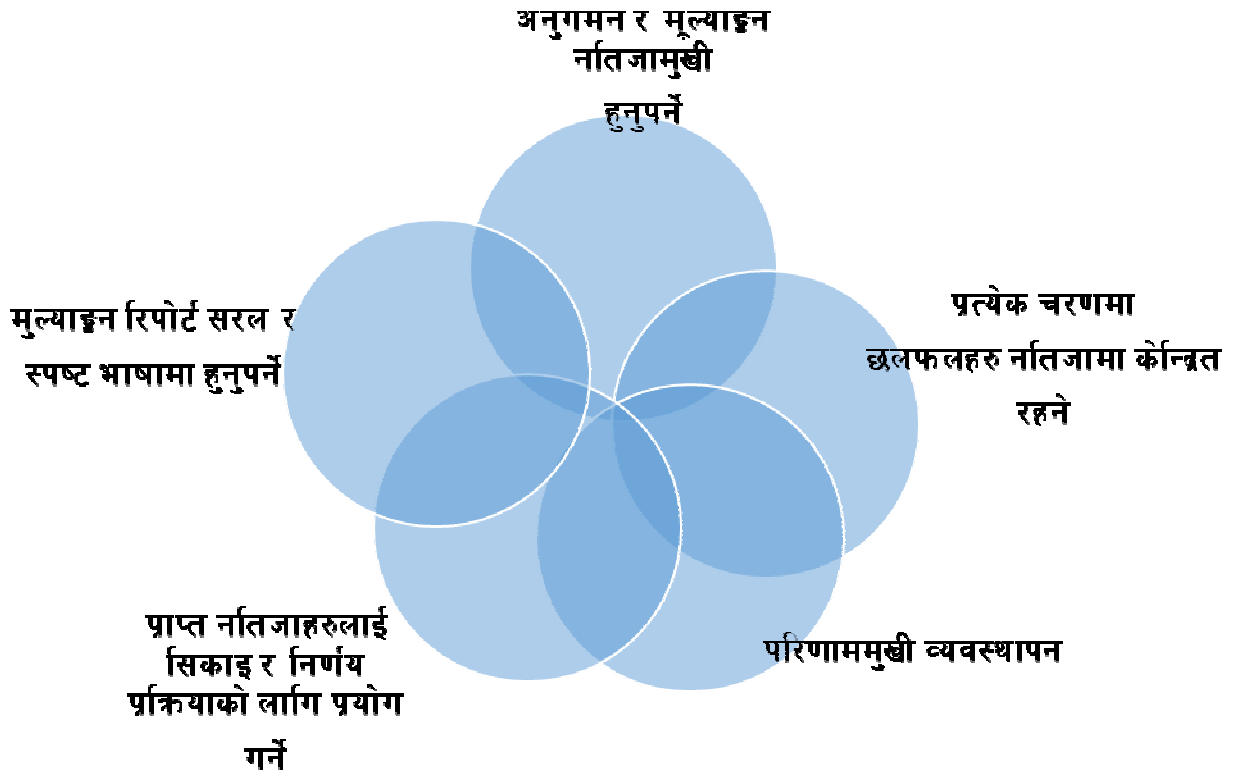 अनुगमन र मूल्याङ्कन
नतिजामुखी
हुनुपर्ने
प्रत्येक चरणमा
छलफलहरु नतिजामा केन्द्रित
रहने
परिणाममुखी व्यवस्थापन
प्राप्त नतिजाहरुलाई
सिकाइ र निर्णय
प्रक्रियाको लागि प्रयोग
गर्ने
मुल्याङ्कन रिपोर्ट सरल र
स्पष्ट भाषामा हुनुपर्ने